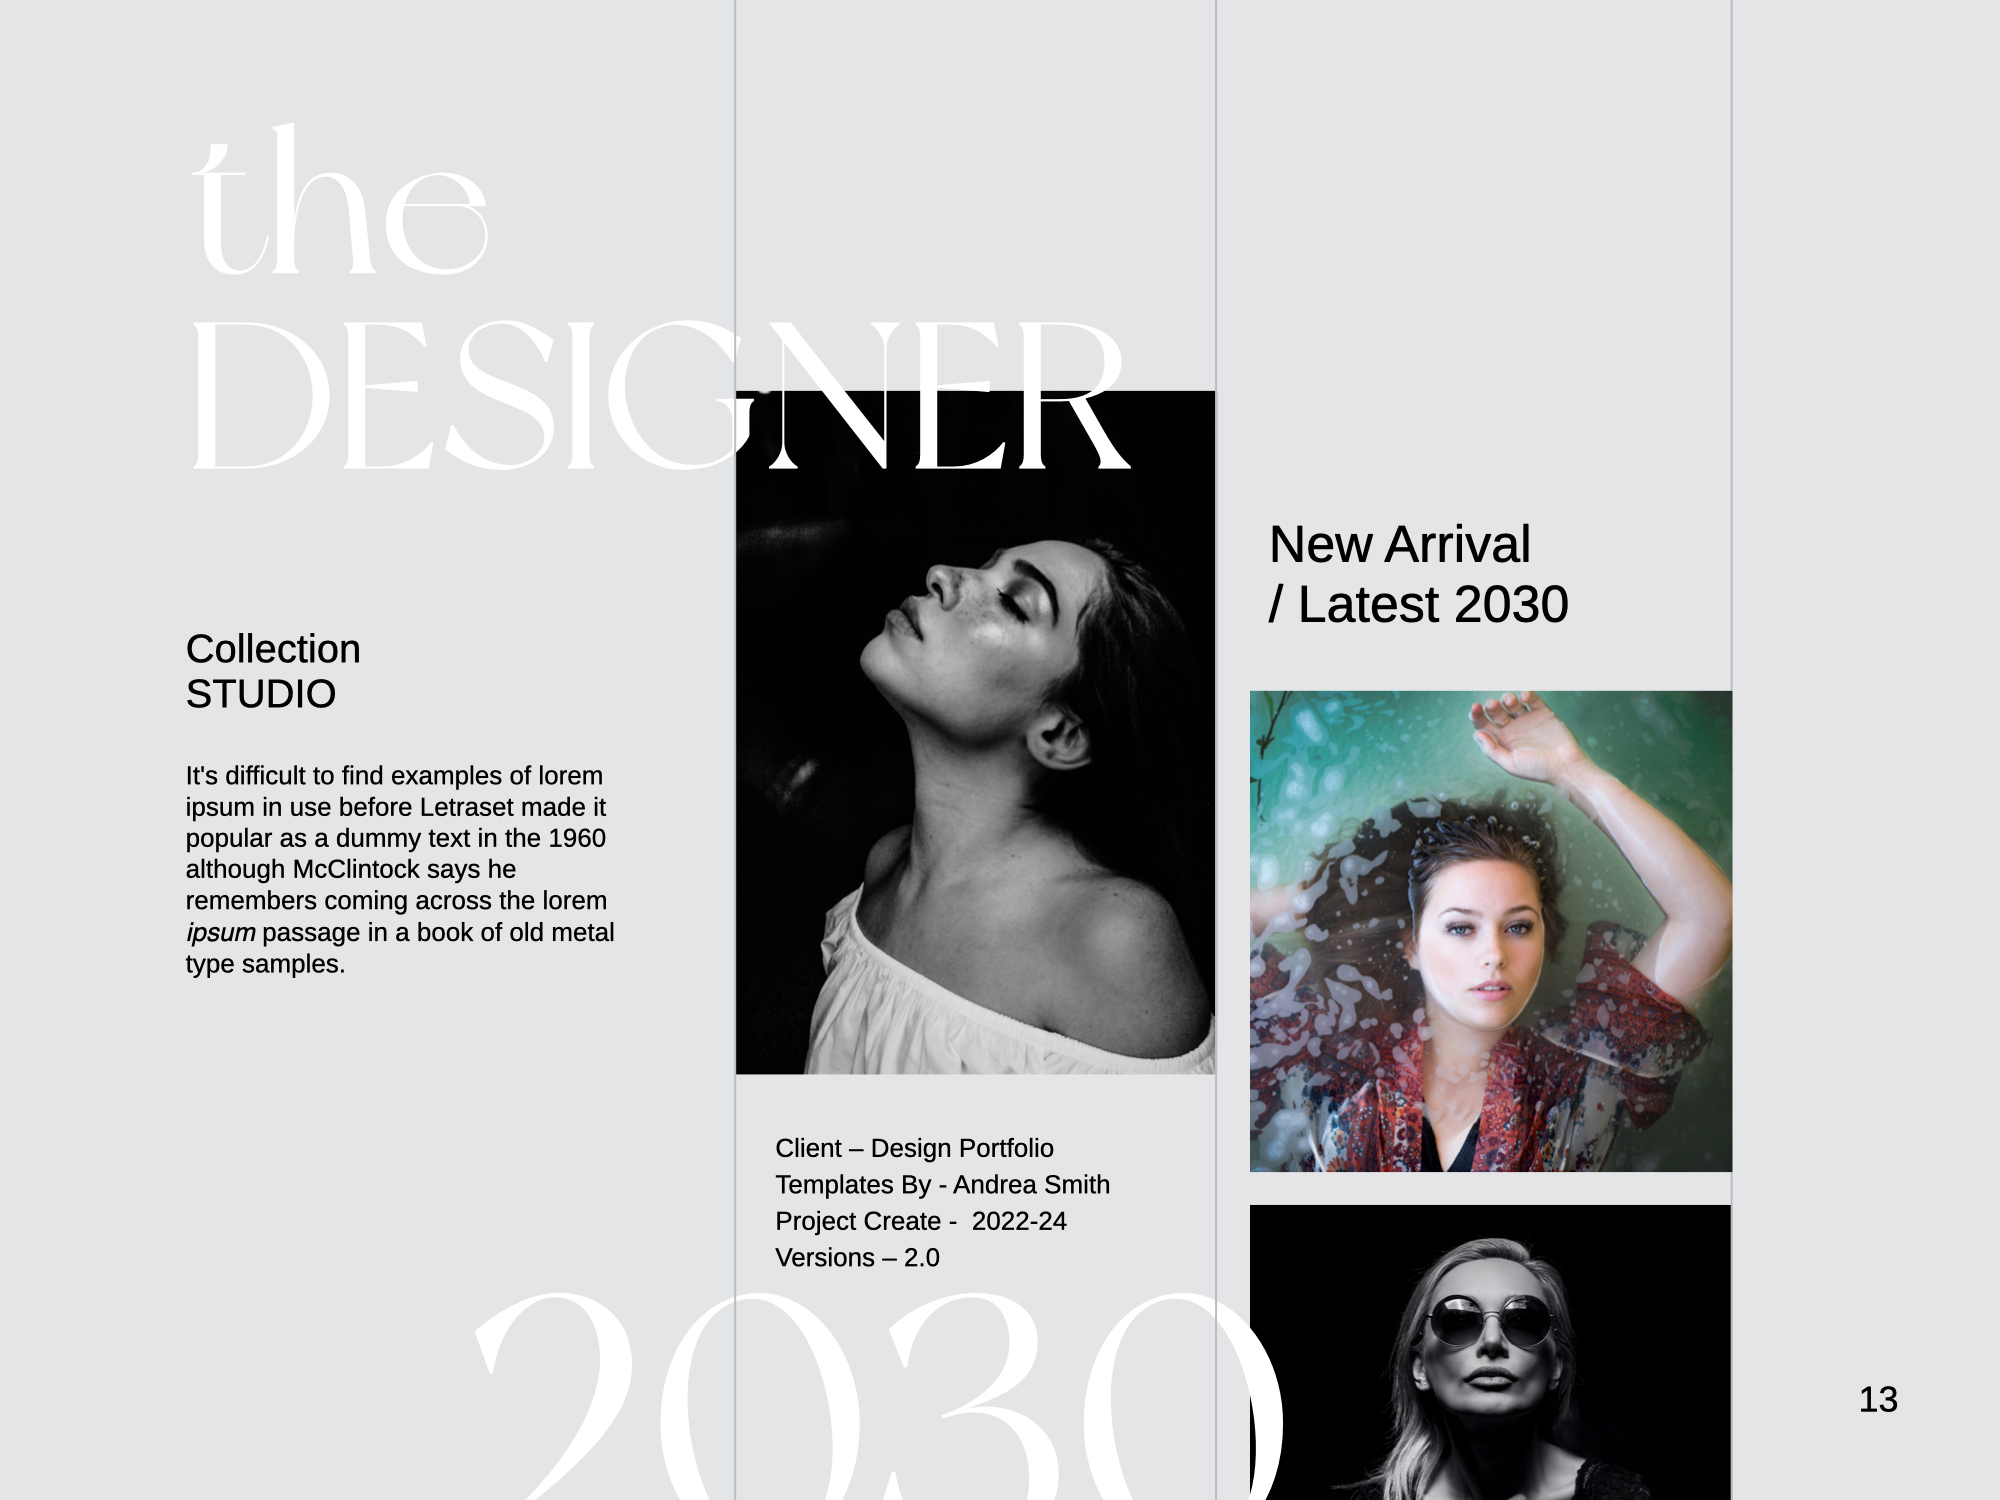 the
DESIGNER
Collection
STUDIO
It's difficult to find examples of lorem
ipsum in use before Letraset made it
popular as a dummy text in the 1960
although McClintock says he
remembers coming across the lorem
ipsum passage in a book of old metal
type samples.
Client – Design Portfolio
Templates By - Andrea Smith
Project Create -  2022-24
Versions – 2.0
New Arrival
/ Latest 2030
2030
13